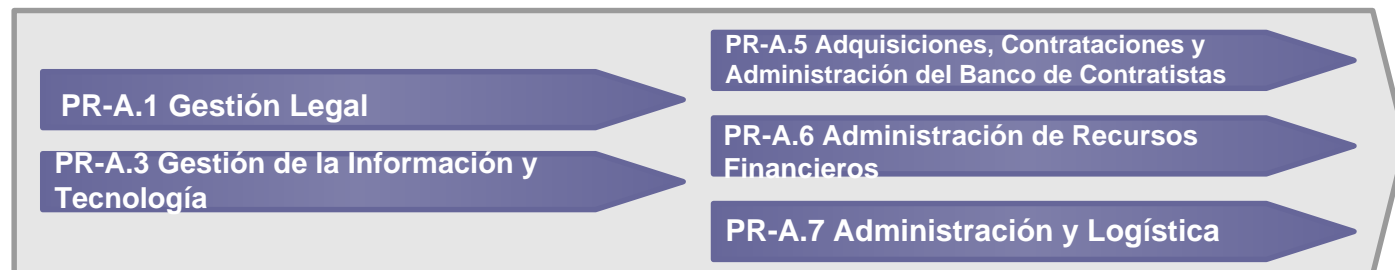 PR-A.1 Gestión Legal
PR-A.3 Gestión de la Información y
Tecnología
PR-A.5 Adquisiciones, Contrataciones y
Administración del Banco de Contratistas
PR-A.6 Administración de Recursos
Financieros
PR-A.7 Administración y Logística